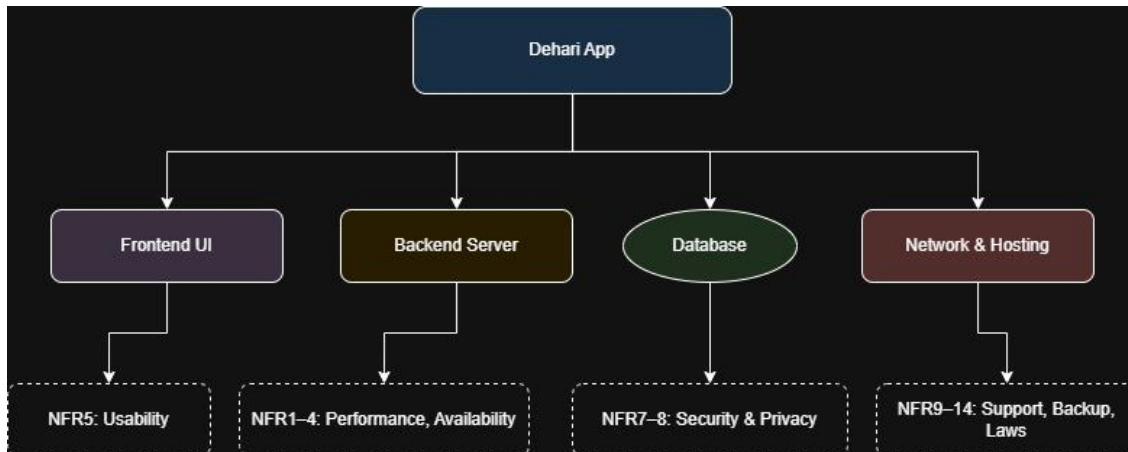 Dehari App
Frontend UI
Backend Server
Database
Network & Hosting
NFR5: Usability
NFR1–4: Performance, Availability
NFR7–8: Security & Privacy
NFR9–14: Support, Backup,
Laws